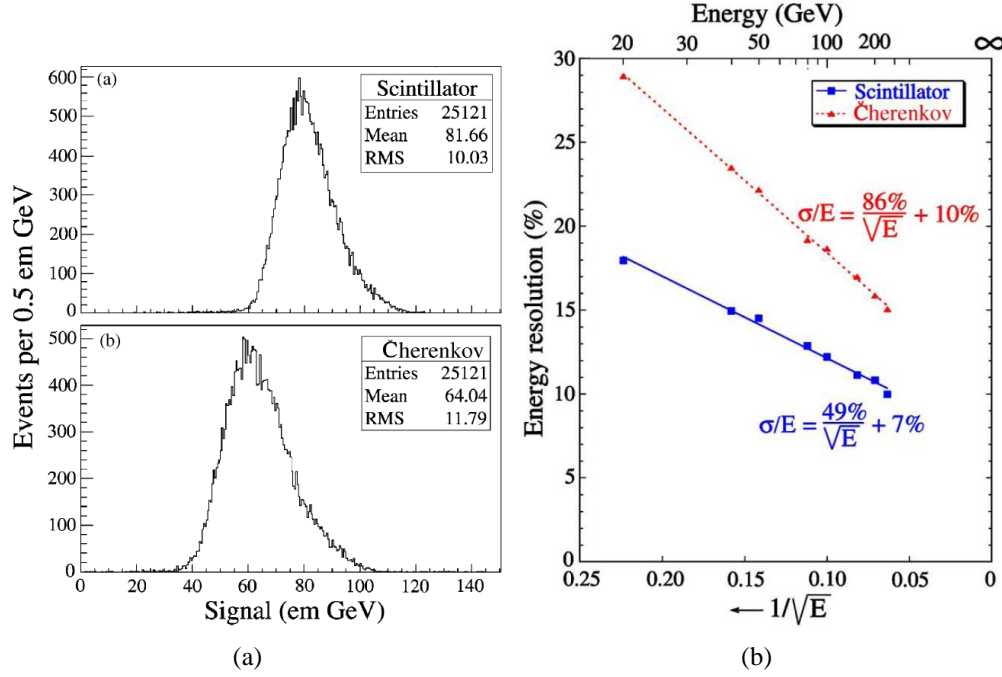 (a)
Scintillator
Entries 25121
Mean 81.66
RMS 10.03
600
500
400
300
200
100
0
(b)
Čherenkov
Entries 25121
Mean 64.04
RMS 11.79
500
400
300
200
100
0
0 20 40 60 80 100 120 140
Signal (em GeV)
Events per 0.5 em GeV
(a)
Energy (GeV)
20 30 40 50 100 200 ∞
Scintillator
Čherenkov
σ/E = 86%/√E + 10%
σ/E = 49%/√E + 7%
30
25
20
15
10
5
0
0.25 0.20 0.15 0.10 0.05 0
Energy resolution (%)
← 1/√E
(b)